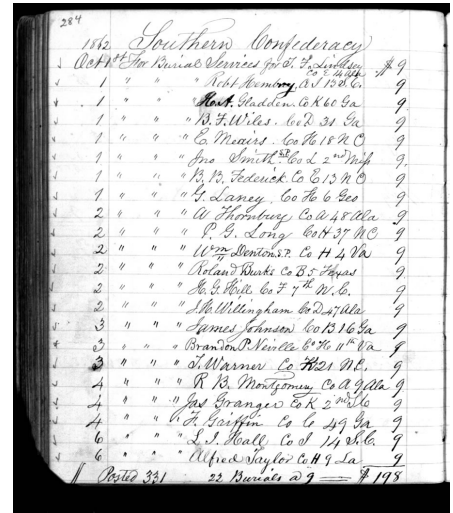 284
1862 Southern Confederacy
Oct 1st For Burial Services for T. F. Lindsey Co E 14 Ala $9
1 " " " Robt Hembry, A I 13 S.C. 9
1 " " " Gladden Co K 60 Ga 9
1 " " " B. F. Wiles. Co D 31 Ga 9
1 " " " E. Meairs. Co H 18 N C 9
1 " " " Jno Smith Co L 2nd Miss 9
1 " " " B. B. Federick Co E 13 N C 9
1 " " " G. Laney Co H 6 Geo 9
2 " " " A Thornbury Co A 48 Ala 9
2 " " " P. G. Long Co H 37 N C 9
2 " " " Wm Denton S.P. Co H 4 Va 9
2 " " " Roland Burks Co B 5 Texas 9
2 " " " H. G. Hill Co F 7th N.C. 9
2 " " " J. H. Willingham Co D 47 Ala 9
3 " " " James Johnson Co B 16 Ga 9
3 " " " Brandon P. Neville Co H 11th Va 9
3 " " " T. Warner Co K 21 N.C. 9
4 " " " R B. Montgomery Co A 9 Ala 9
4 " " " Jas Granger Co K 2nd 9
4 " " " F. Gaiffin Co C 49 Ga 9
6 " " " L. I. Hall Co I 14 S.C. 9
6 " " " Alfred Taylor Co H 9 La 9
Posted 331 22 Burials a 9 $198